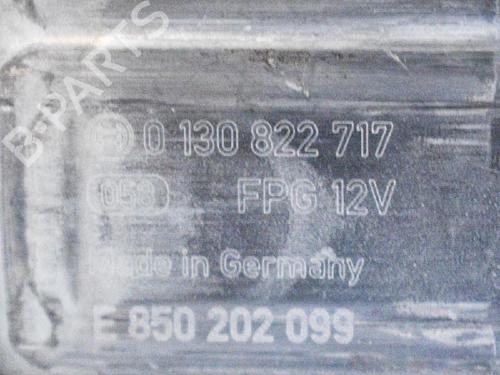 B-PARTS
0 130 822 717
058 FPG 12V
Made in Germany
E 850 202 099